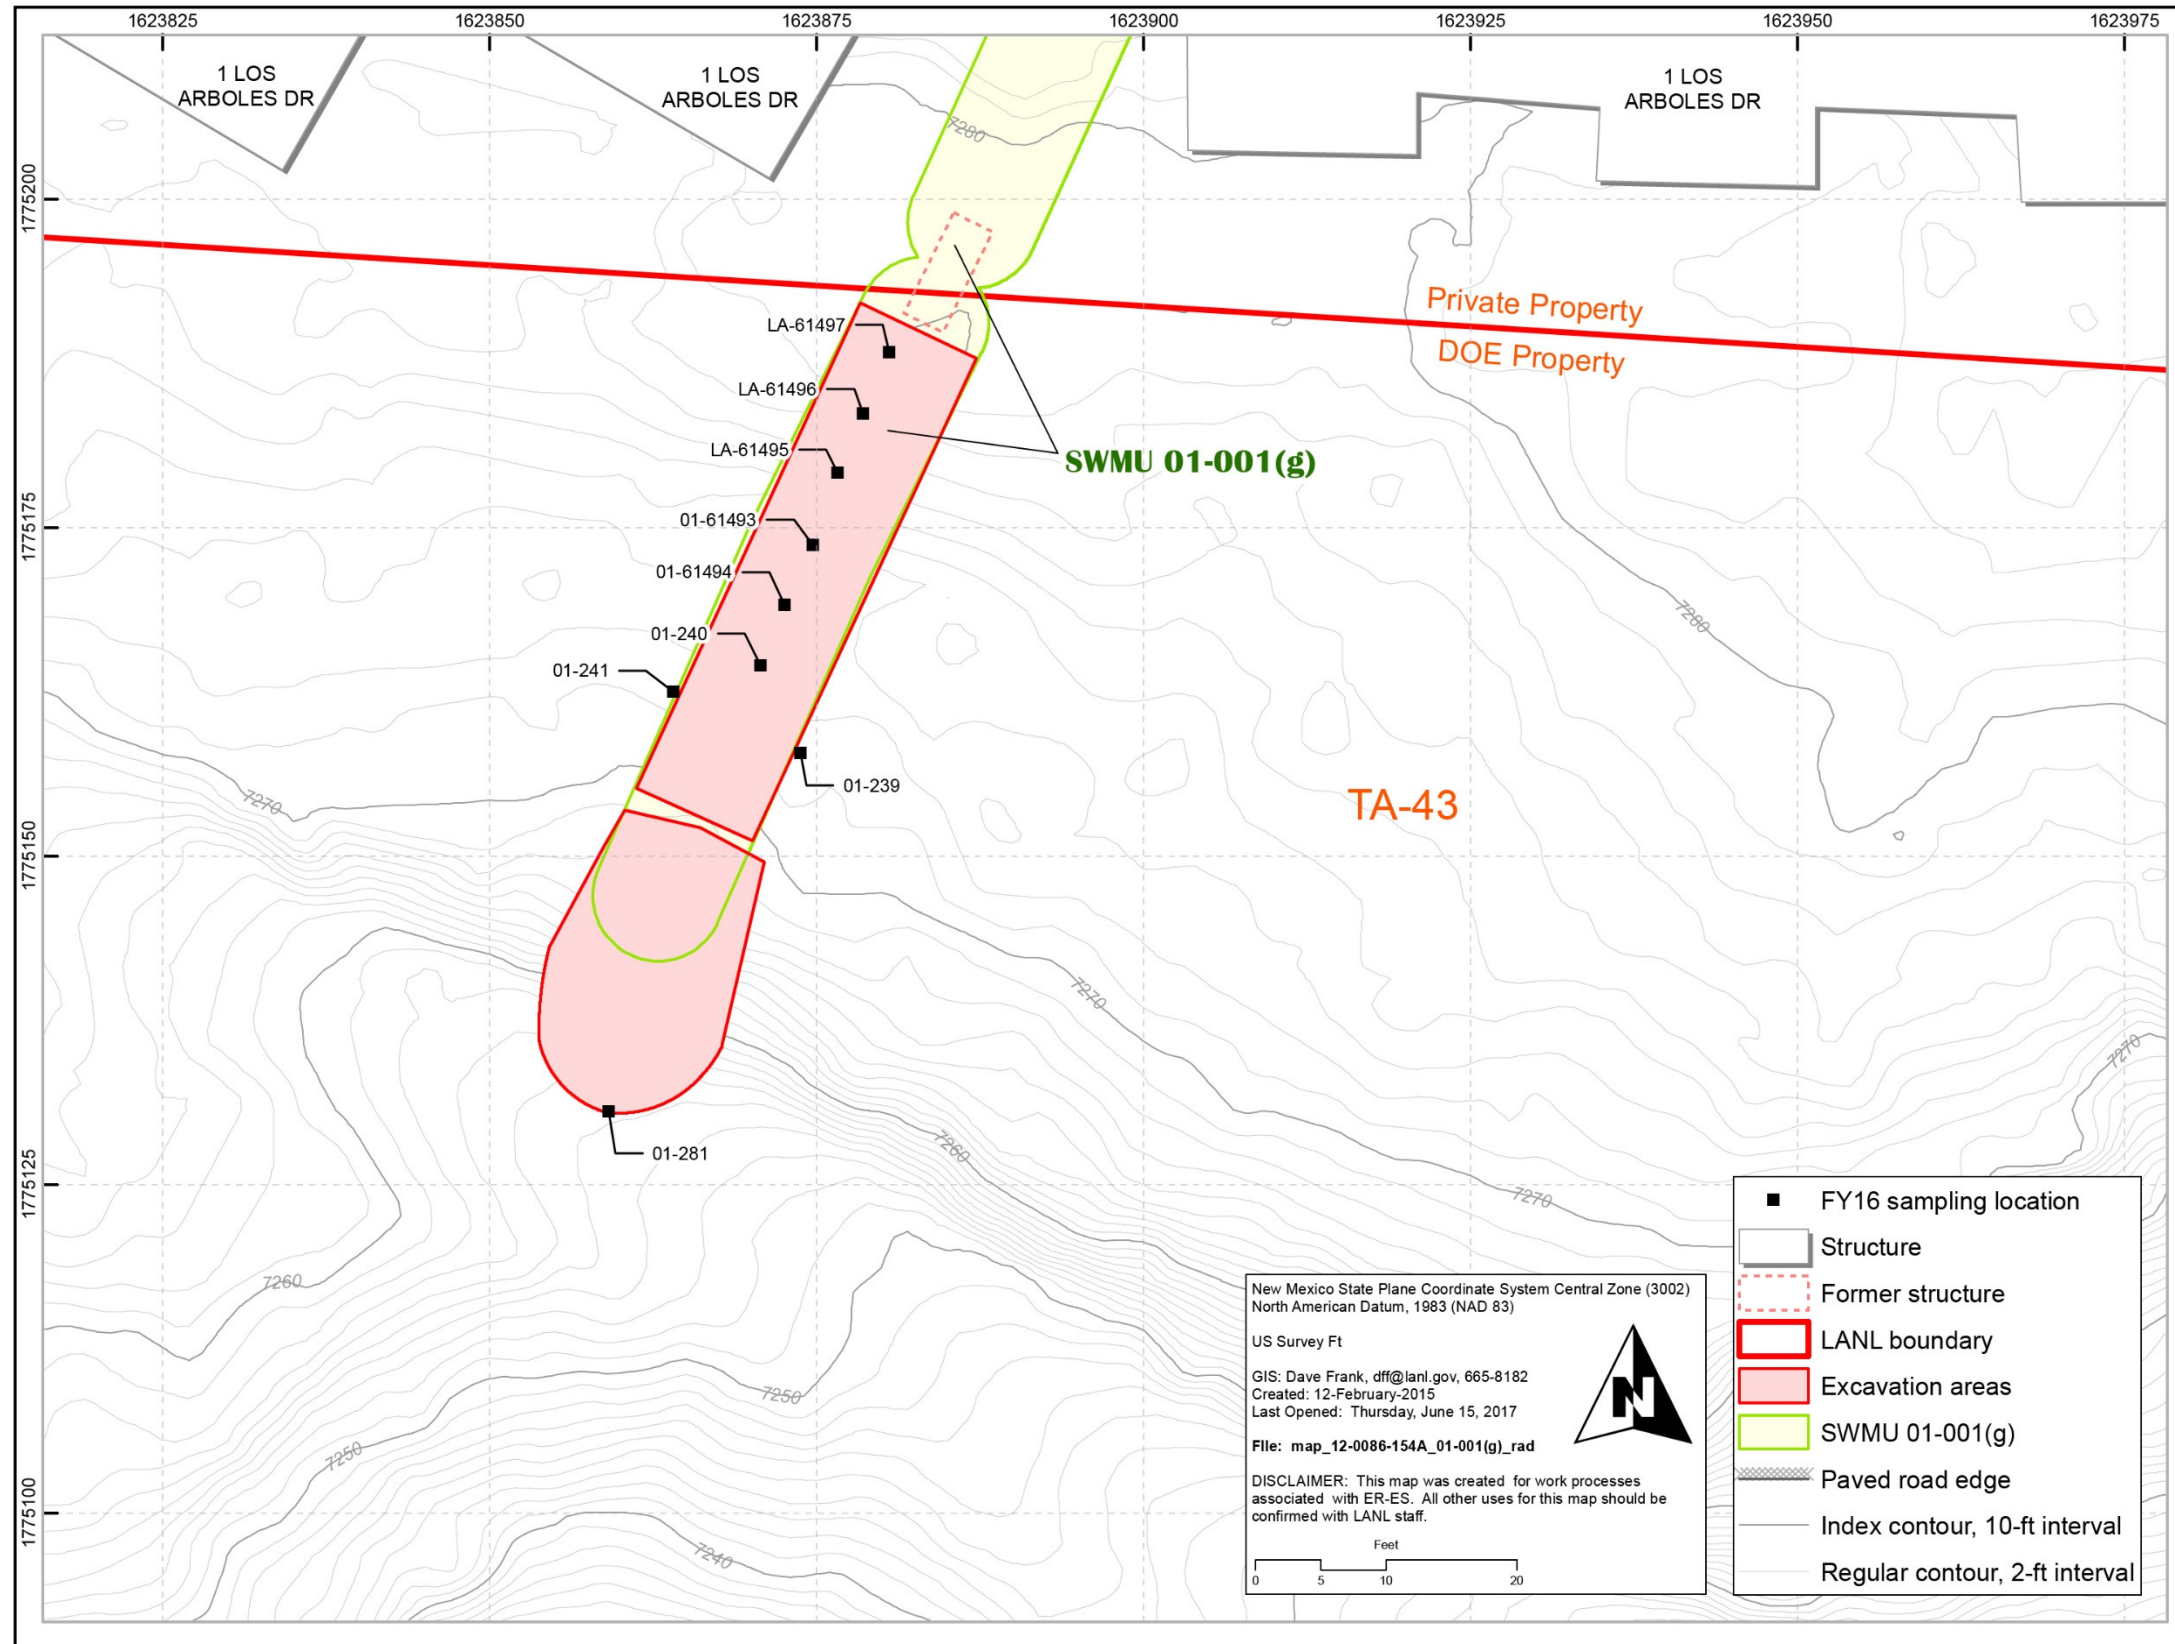 1623825 1623850 1623875 1623900 1623925 1623950 1623975
1 LOS
ARBOLES DR
1 LOS
ARBOLES DR
1 LOS
ARBOLES DR
7280
1775200
Private Property
DOE Property
LA-61497
LA-61496
LA-61495
SWMU 01-001(g)
1775175
01-61493
01-61494
7280
01-240
01-241
01-239
7270
TA-43
1775150
7270
7270
7260
01-281
1775125
7270
7260
7250
7250
1775100
7240
New Mexico State Plane Coordinate System Central Zone (3002)
North American Datum, 1983 (NAD 83)
US Survey Ft
GIS: Dave Frank, dff@lanl.gov, 665-8182
Created: 12-February-2015
Last Opened: Thursday, June 15, 2017
File: map_12-0086-154A_01-001(g)_rad
DISCLAIMER: This map was created for work processes
associated with ER-ES. All other uses for this map should be
confirmed with LANL staff.
Feet
0 5 10 20
N
FY16 sampling location
Structure
Former structure
LANL boundary
Excavation areas
SWMU 01-001(g)
Paved road edge
Index contour, 10-ft interval
Regular contour, 2-ft interval